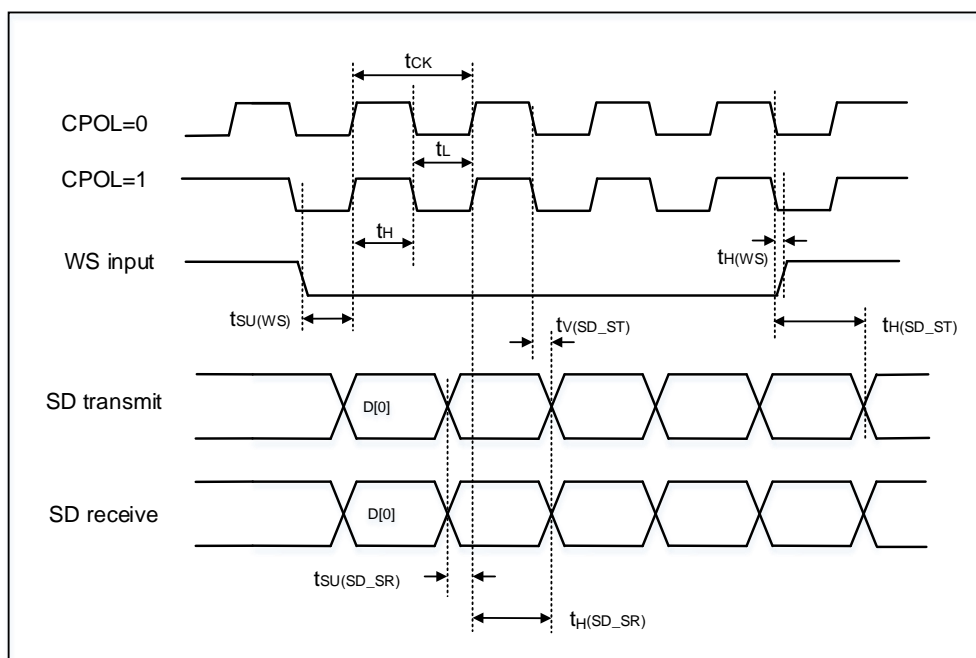 tCK
CPOL=0
tL
CPOL=1
tH
tH(WS)
WS input
tSU(WS)
tV(SD_ST)
tH(SD_ST)
SD transmit
D[0]
SD receive
D[0]
tSU(SD_SR)
tH(SD_SR)